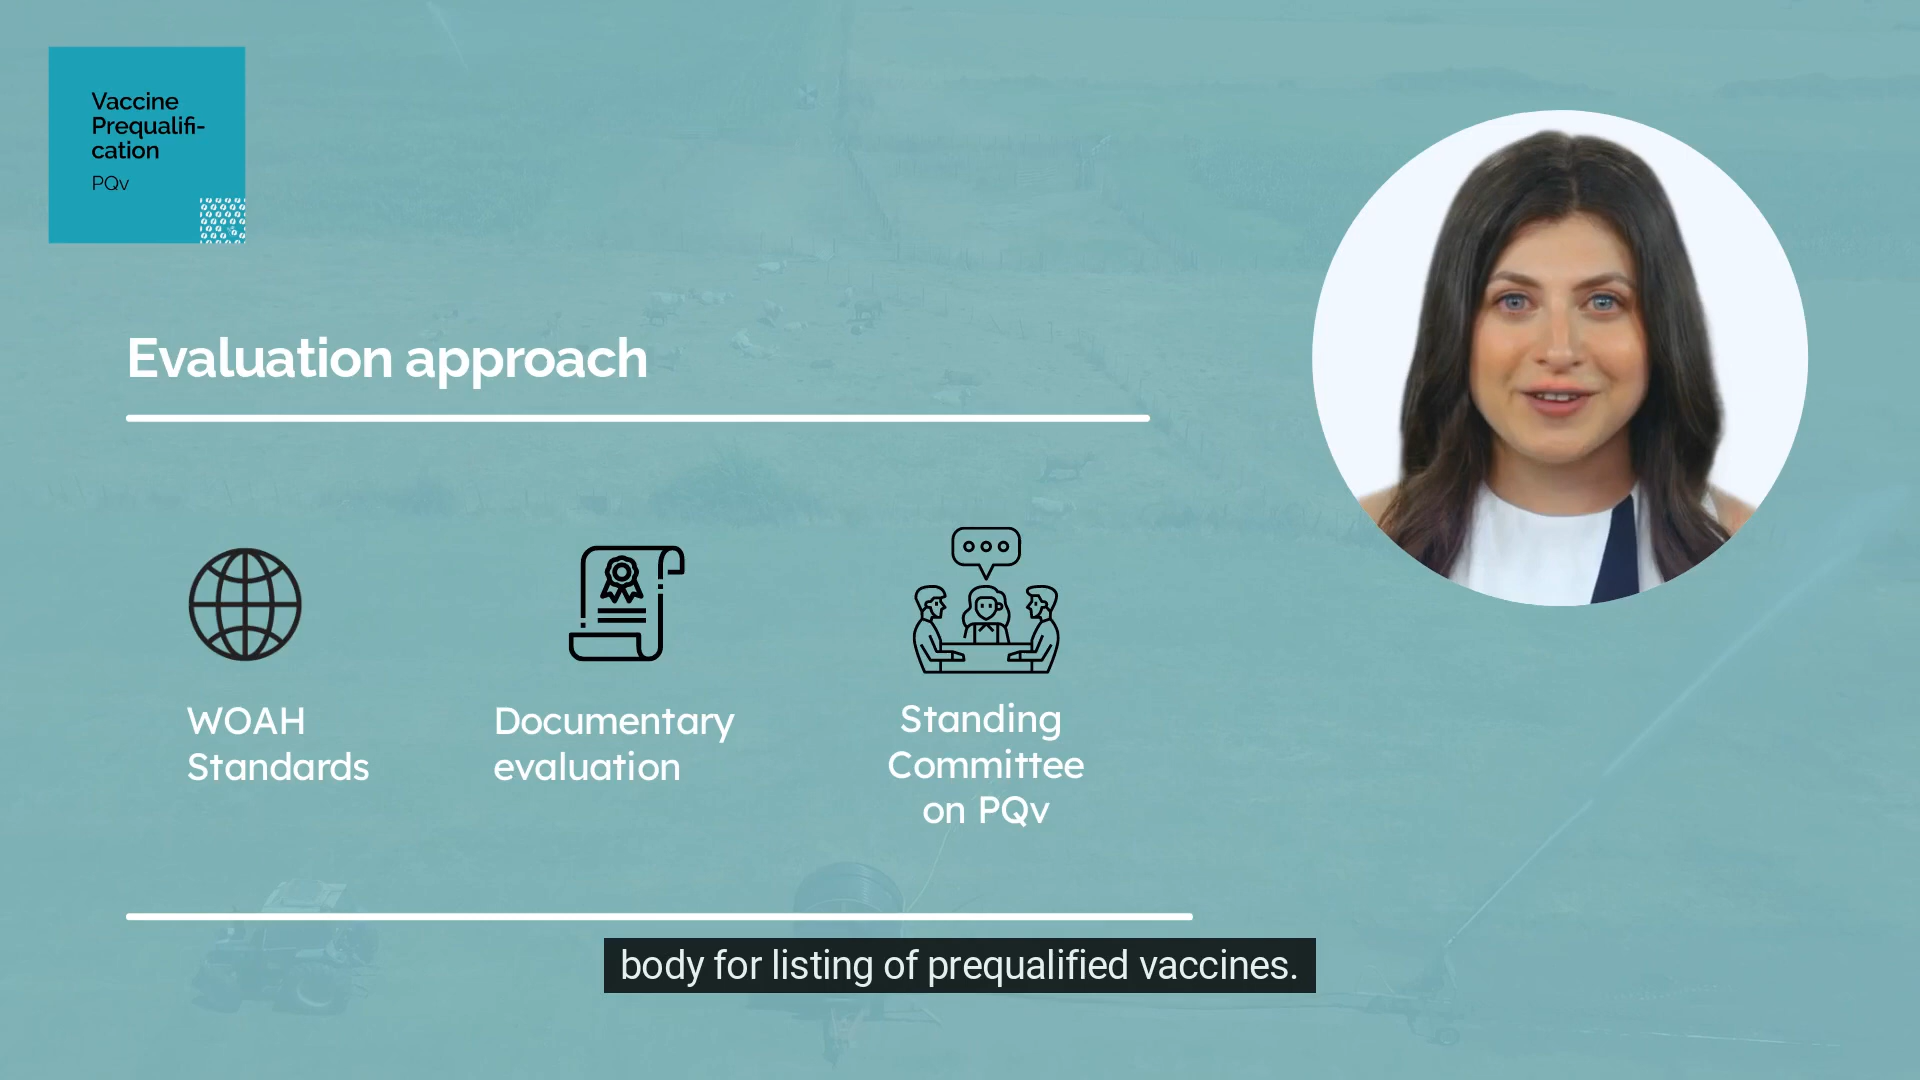 Vaccine
Prequalifi-
cation
PQv
Evaluation approach
WOAH
Standards
Documentary
evaluation
Standing
Committee
on PQv
body for listing of prequalified vaccines.